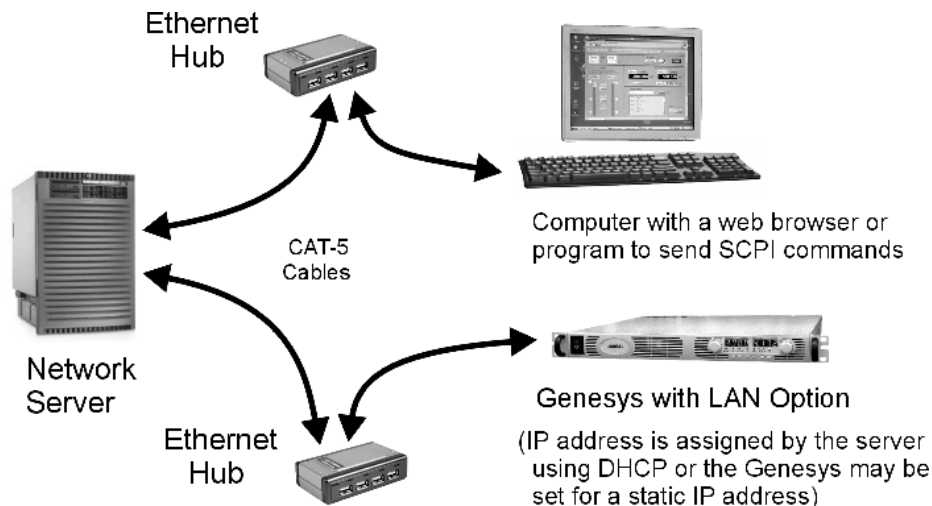 Ethernet
Hub
Computer with a web browser or
program to send SCPI commands
CAT-5
Cables
Network
Server
Genesys with LAN Option
(IP address is assigned by the server
using DHCP or the Genesys may be
set for a static IP address)
Ethernet
Hub